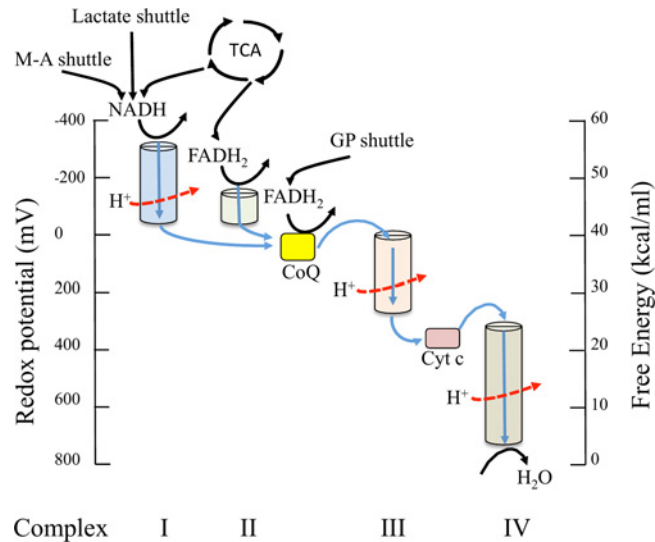 Lactate shuttle
M-A shuttle
TCA
NADH
GP shuttle
FADH2
FADH2
H+
CoQ
H+
Cyt c
H+
H2O
Redox potential (mV)
-400
-200
0
200
400
600
800
Free Energy (kcal/ml)
60
50
40
30
20
10
0
Complex I II III IV